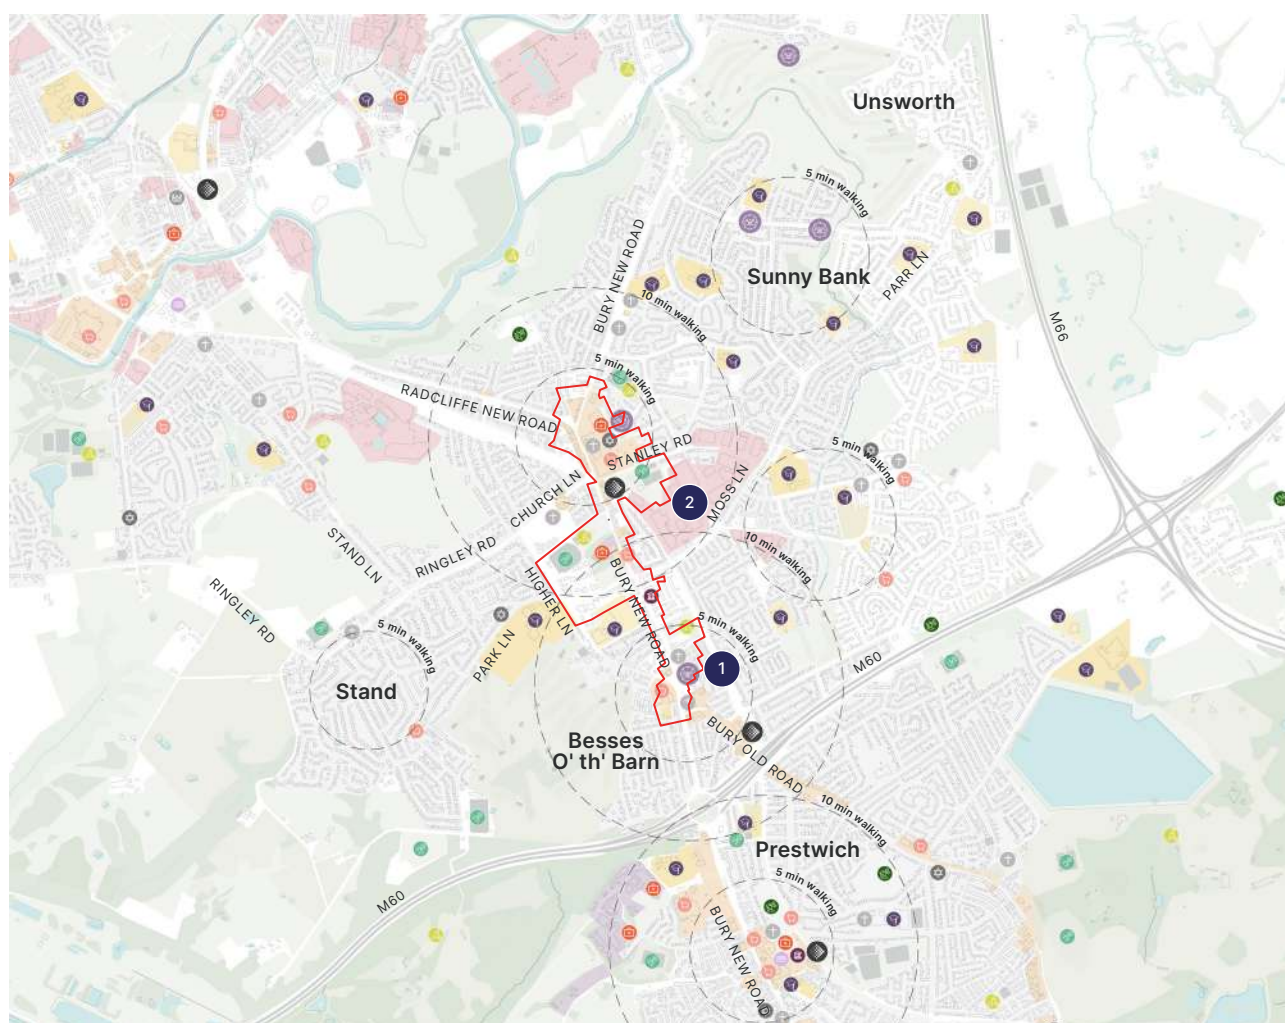 Unsworth
5 min walking
BURY NEW ROAD
Sunny Bank
PARR LN
10 min walking
M66
5 min walking
RADCLIFFE NEW ROAD
STANLEY RD
5 min walking
CHURCH LN
MOSS LN
2
STAND LN
RINGLEY RD
10 min walking
HIGHER LN
BURY NEW ROAD
RINGLEY RD
5 min walking
5 min walking
PARK LN
M60
1
Stand
Besses
O' th' Barn
BURY OLD ROAD
10 min walking
Prestwich
5 min walking
M60
BURY NEW ROAD